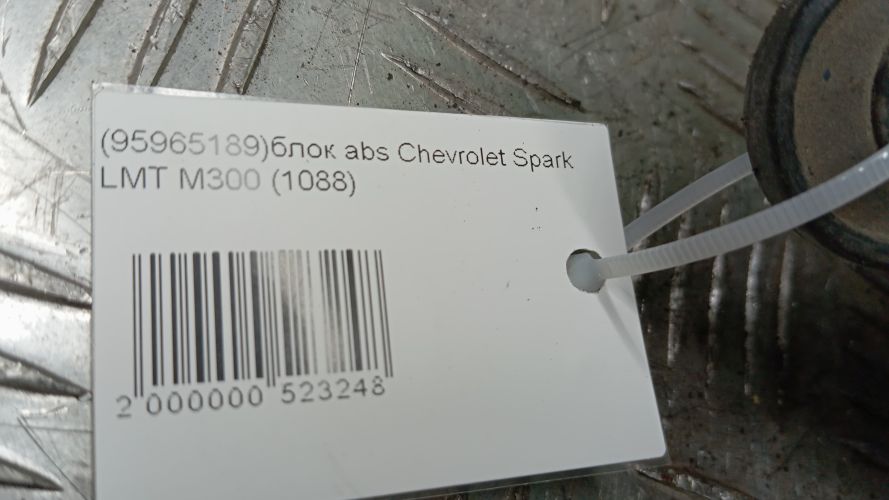 (95965189)блок abs Chevrolet Spark
LMT M300 (1088)
2 000000 523248